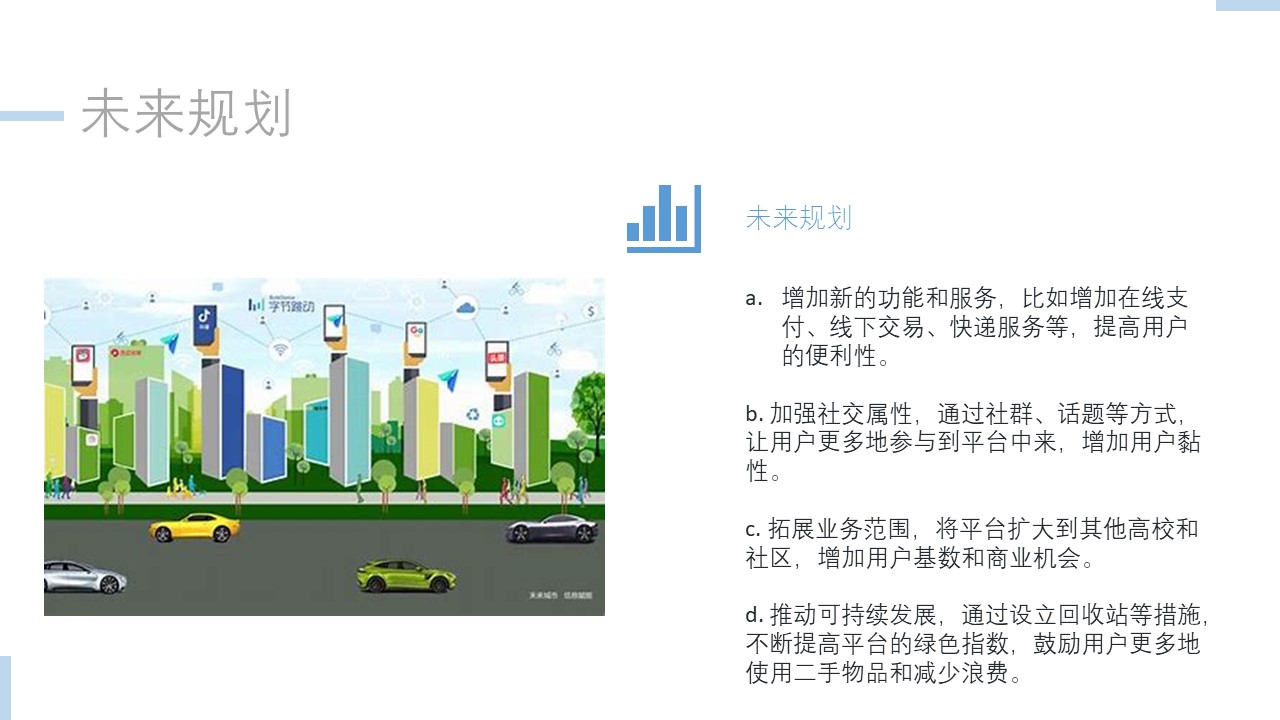 未来规划
未来规划
a. 增加新的功能和服务，比如增加在线支
付、线下交易、快递服务等，提高用户
的便利性。
b. 加强社交属性，通过社群、话题等方式，
让用户更多地参与到平台中来，增加用户黏
性。
c. 拓展业务范围，将平台扩大到其他高校和
社区，增加用户基数和商业机会。
d. 推动可持续发展，通过设立回收站等措施，
不断提高平台的绿色指数，鼓励用户更多地
使用二手物品和减少浪费。
ByteDance
字节跳动
抖音
头条
$
未来城市 信息赋能